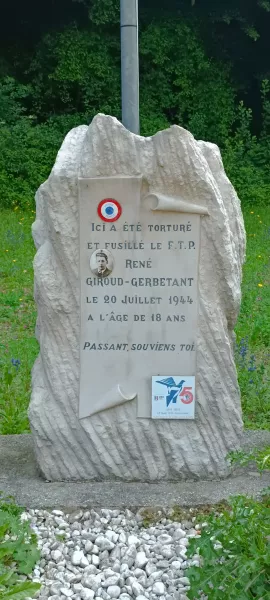 Ici a été torturé
et fusillé le F.T.P.
René
Giroud-Gerbetant
le 20 Juillet 1944
a l'âge de 18 ans
Passant, souviens toi
75